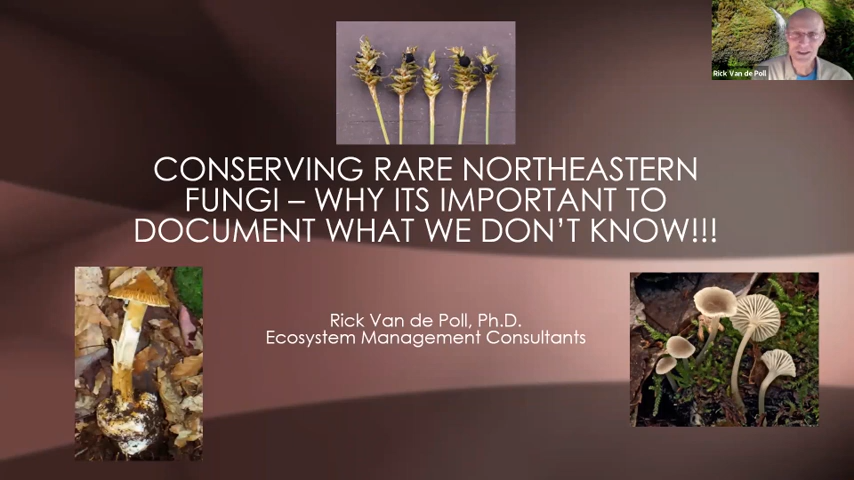 Rick Van de Poll
CONSERVING RARE NORTHEASTERN
FUNGI – WHY ITS IMPORTANT TO
DOCUMENT WHAT WE DON'T KNOW!!!
Rick Van de Poll, Ph.D.
Ecosystem Management Consultants